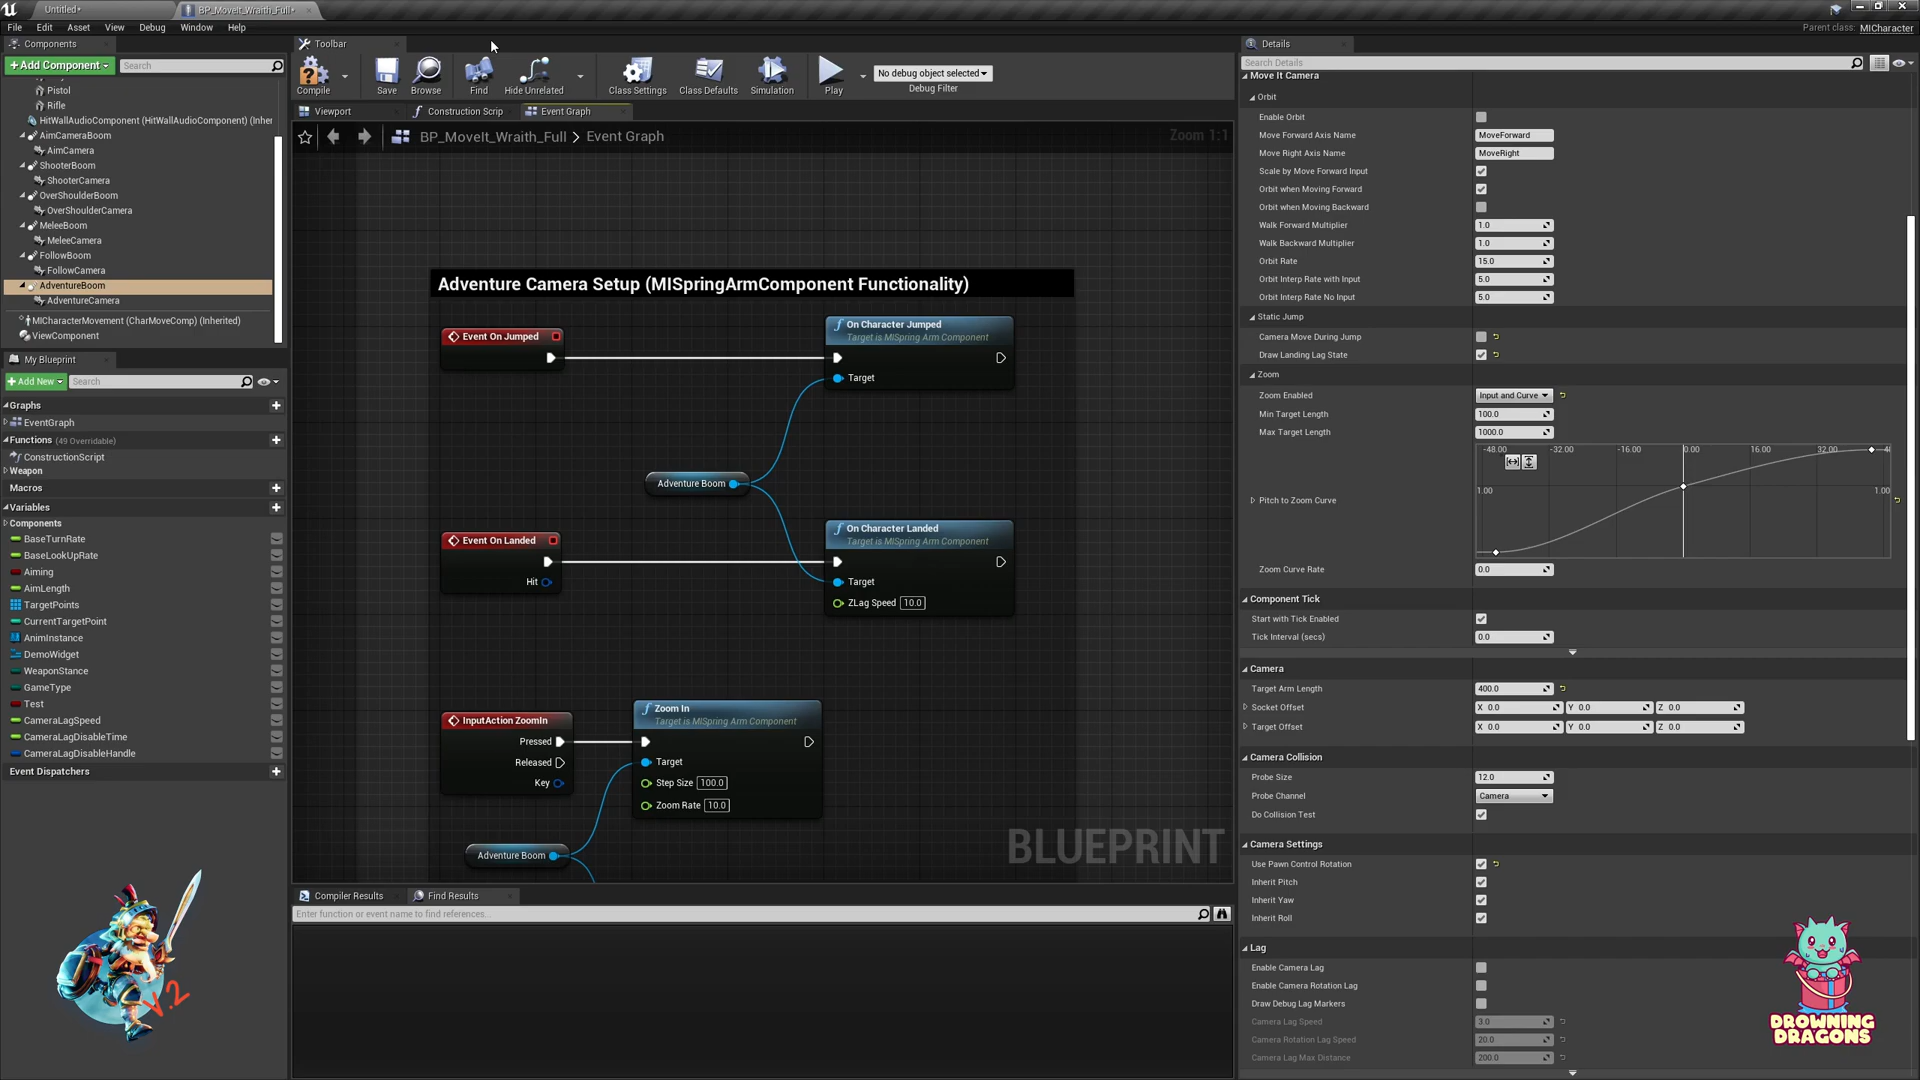 Untitled*
BP_MoveIt_Wraith_Full*
File Edit Asset View Debug Window Help
Parent class: MICharacter
Components
+Add Component
Search
Pistol
Rifle
HitWallAudioComponent (HitWallAudioComponent) (Inher
AimCameraBoom
AimCamera
ShooterBoom
ShooterCamera
OverShoulderBoom
OverShoulderCamera
MeleeBoom
MeleeCamera
FollowBoom
FollowCamera
AdventureBoom
AdventureCamera
MICharacterMovement (CharMoveComp) (Inherited)
ViewComponent
My Blueprint
+Add New
Search
Graphs
EventGraph
Functions (49 Overridable)
ConstructionScript
Weapon
Macros
Variables
Components
BaseTurnRate
BaseLookUpRate
Aiming
AimLength
TargetPoints
CurrentTargetPoint
AnimInstance
DemoWidget
WeaponStance
GameType
Test
CameraLagSpeed
CameraLagDisableTime
CameraLagDisableHandle
Event Dispatchers
V.2
Toolbar
Compile
Save
Browse
Find
Hide Unrelated
Class Settings
Class Defaults
Simulation
Play
No debug object selected
Debug Filter
Viewport
Construction Scrip
Event Graph
BP_MoveIt_Wraith_Full > Event Graph
Zoom 1:1
Adventure Camera Setup (MISpringArmComponent Functionality)
Event On Jumped
On Character Jumped
Target is MISpring Arm Component
Target
Adventure Boom
Event On Landed
Hit
On Character Landed
Target is MISpring Arm Component
Target
ZLag Speed 10.0
InputAction ZoomIn
Pressed
Released
Key
Zoom In
Target is MISpring Arm Component
Target
Step Size 100.0
Zoom Rate 10.0
Adventure Boom
BLUEPRINT
Compiler Results
Find Results
Enter function or event name to find references...
Details
Search Details
Move It Camera
Orbit
Enable Orbit
Move Forward Axis Name MoveForward
Move Right Axis Name MoveRight
Scale by Move Forward Input
Orbit when Moving Forward
Orbit when Moving Backward
Walk Forward Multiplier 1.0
Walk Backward Multiplier 1.0
Orbit Rate 15.0
Orbit Interp Rate with Input 5.0
Orbit Interp Rate No Input 5.0
Static Jump
Camera Move During Jump
Draw Landing Lag State
Zoom
Zoom Enabled Input and Curve
Min Target Length 100.0
Max Target Length 1000.0
-48.00 -32.00 -16.00 0.00 16.00 32.00
1.00 1.00
Pitch to Zoom Curve
Zoom Curve Rate 0.0
Component Tick
Start with Tick Enabled
Tick Interval (secs) 0.0
Camera
Target Arm Length 400.0
Socket Offset X 0.0 Y 0.0 Z 0.0
Target Offset X 0.0 Y 0.0 Z 0.0
Camera Collision
Probe Size 12.0
Probe Channel Camera
Do Collision Test
Camera Settings
Use Pawn Control Rotation
Inherit Pitch
Inherit Yaw
Inherit Roll
Lag
Enable Camera Lag
Enable Camera Rotation Lag
Draw Debug Lag Markers
Camera Lag Speed 3.0
Camera Rotation Lag Speed 20.0
Camera Lag Max Distance 200.0
DROWNING
DRAGONS